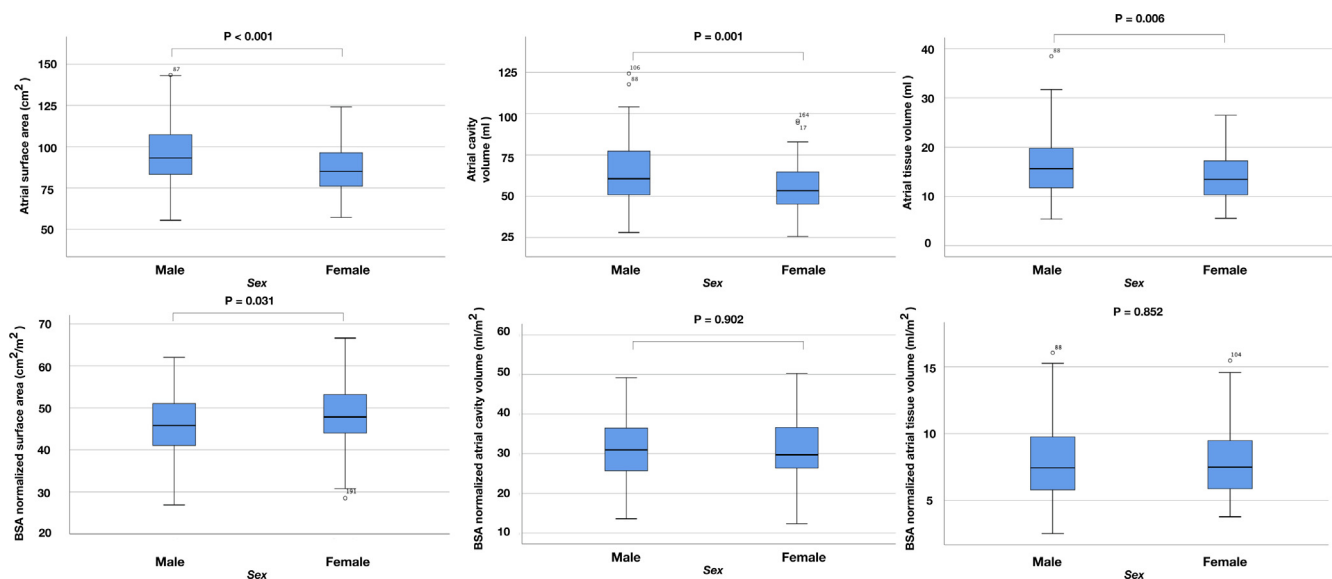 P < 0.001
Atrial surface area (cm²)
150
125
100
75
50
87
Male
Female
Sex
P = 0.001
Atrial cavity
volume (ml)
125
100
75
50
25
106
88
164
17
Male
Female
Sex
P = 0.006
Atrial tissue volume (ml)
40
30
20
10
0
88
Male
Female
Sex
P = 0.031
BSA normalized surface area (cm²/m²)
70
60
50
40
30
20
191
Male
Female
Sex
P = 0.902
BSA normalized atrial cavity volume (ml/m²)
60
50
40
30
20
10
Male
Female
Sex
P = 0.852
BSA normalized atrial tissue volume (ml/m²)
15
10
5
88
104
Male
Female
Sex